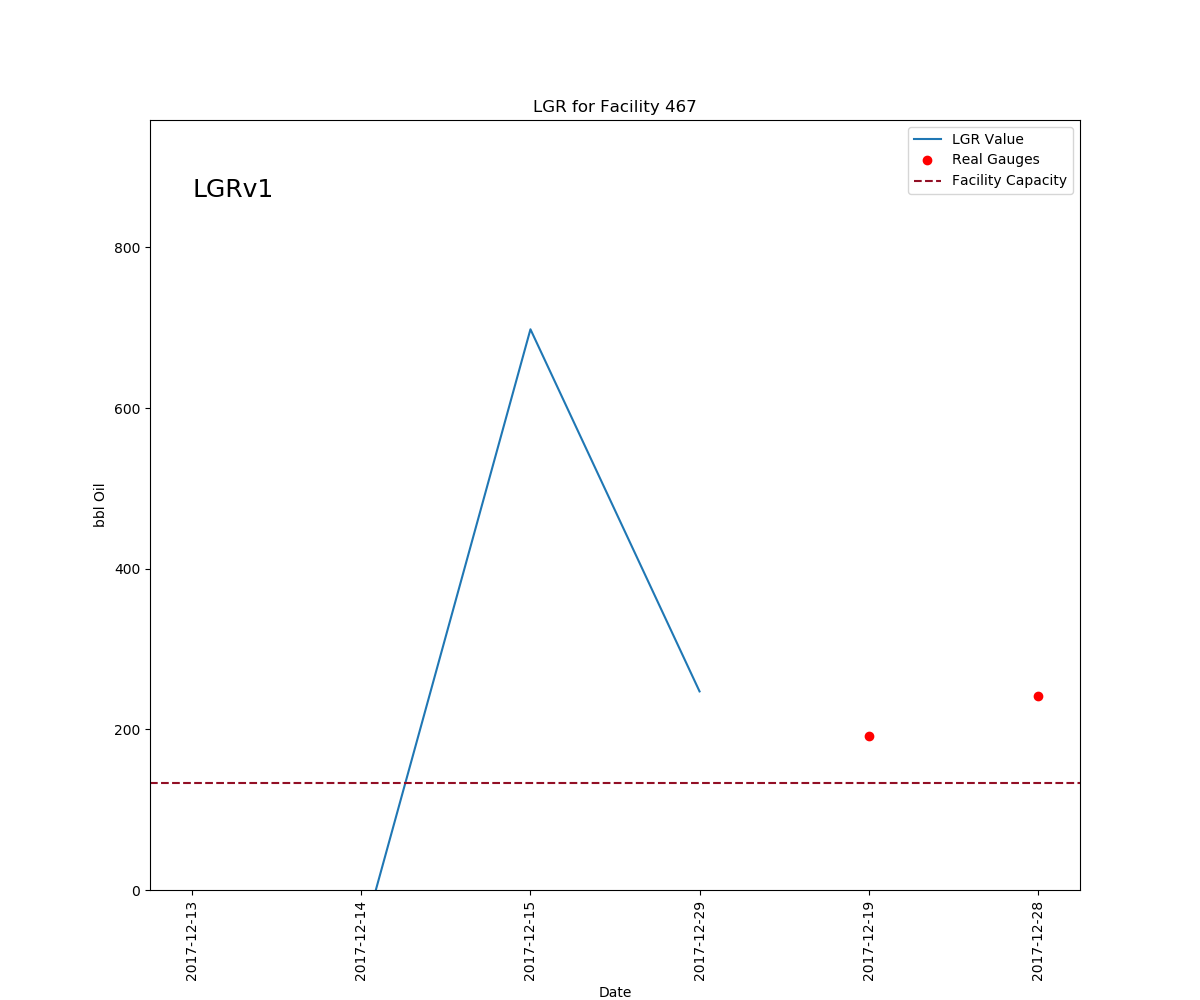 LGR for Facility 467
LGR Value
Real Gauges
Facility Capacity
LGRv1
800
600
400
200
0
bbl Oil
2017-12-13
2017-12-14
2017-12-15
2017-12-29
2017-12-19
2017-12-28
Date